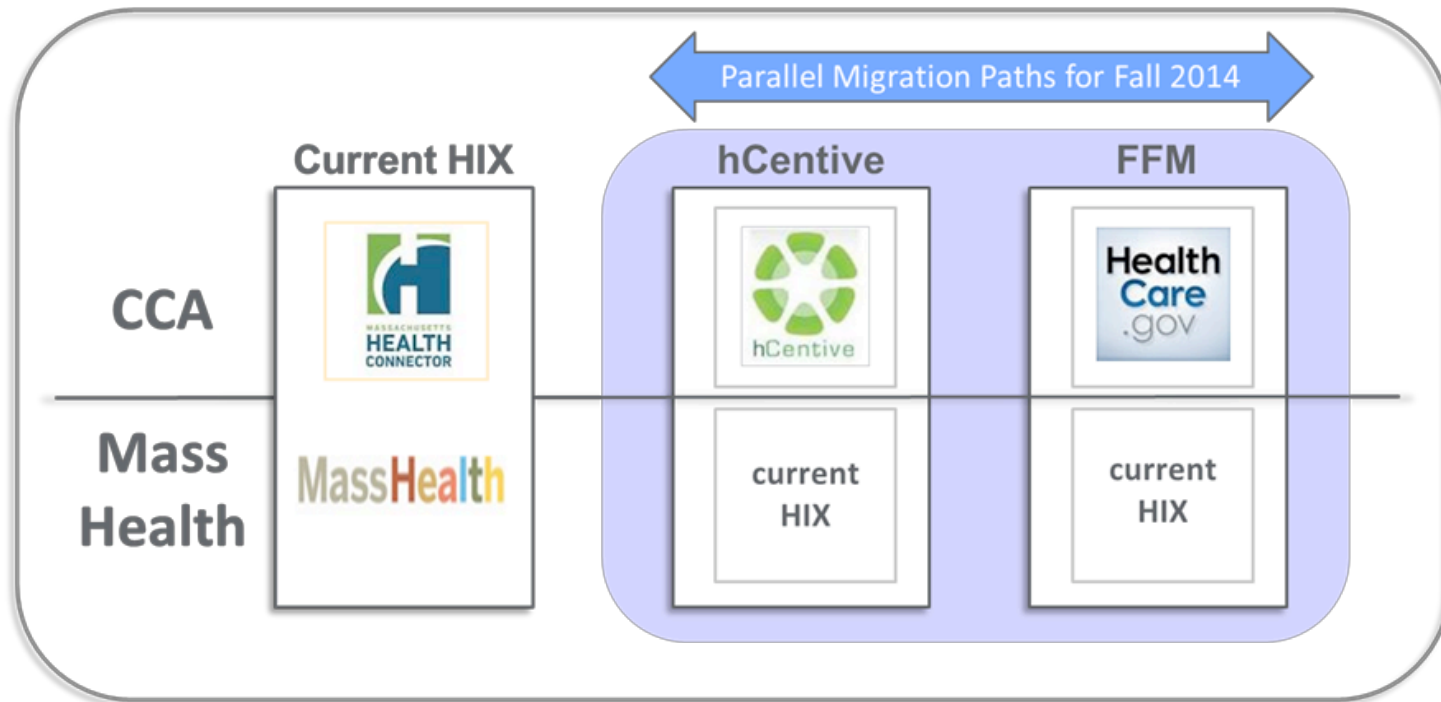 Parallel Migration Paths for Fall 2014
Current HIX
hCentive
FFM
CCA
MASSACHUSETTS
HEALTH
CONNECTOR
hCentive
Health
Care
.gov
Mass
Health
MassHealth
current
HIX
current
HIX